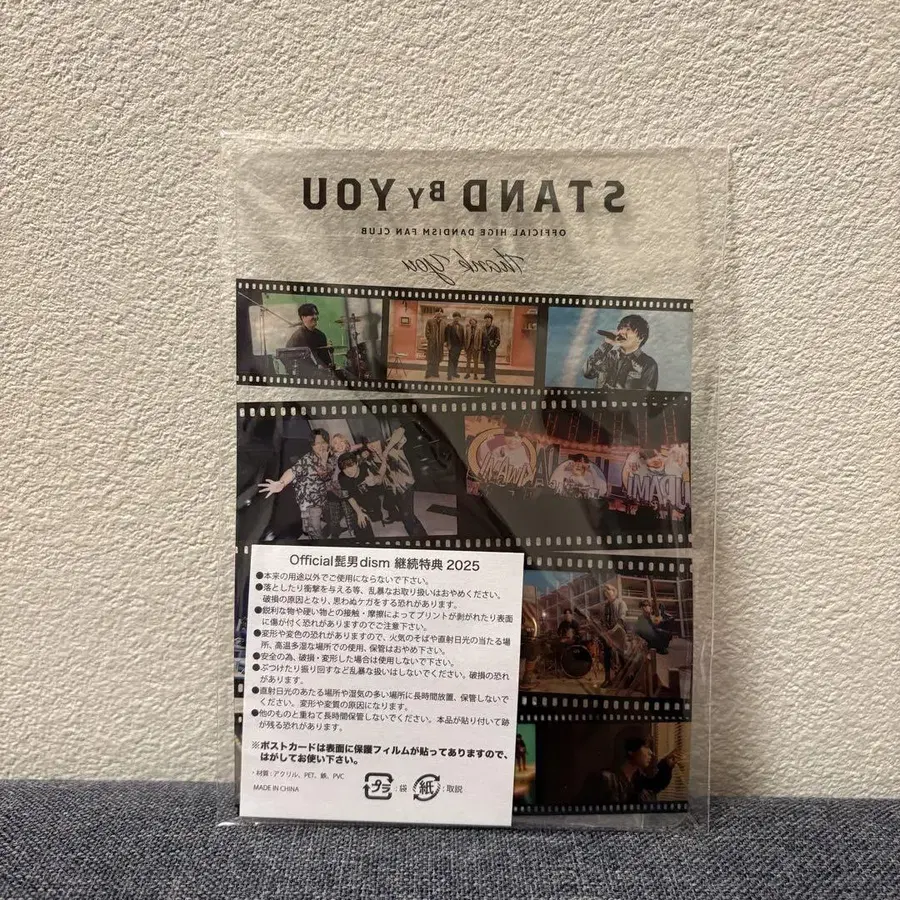 STAND BY YOU
OFFICIAL HIGE DANDISM FAN CLUB
Thank You
Official髭男dism 継続特典 2025
●本来の用途以外でご使用にならないで下さい。
●落としたり衝撃を与える等、乱暴なお取り扱いはおやめください。
破損の原因となり、思わぬケガをする恐れがあります。
●鋭利な物や硬い物との接触・摩擦によってプリントが剥がれたり表面
に傷が付く恐れがありますのでご注意下さい。
●変形や変色の恐れがありますので、火気のそばや直射日光の当たる場
所、高温多湿な場所での使用、保管はおやめ下さい。
●安全の為、破損・変形した場合は使用しないで下さい。
●ぶつけたり振り回すなど乱暴な扱いはしないでください。破損の恐れ
があります。
●直射日光のあたる場所や湿気の多い場所に長時間放置、保管しないで
ください。変形や変質の原因になります。
●他のものと重ねて長時間保管しないでください。本品が貼り付いて跡
が残る恐れがあります。
※ポストカードは表面に保護フィルムが貼ってありますので、
はがしてお使い下さい。
・材質：アクリル、PET、鉄、PVC
MADE IN CHINA
プラ：袋 紙：取説